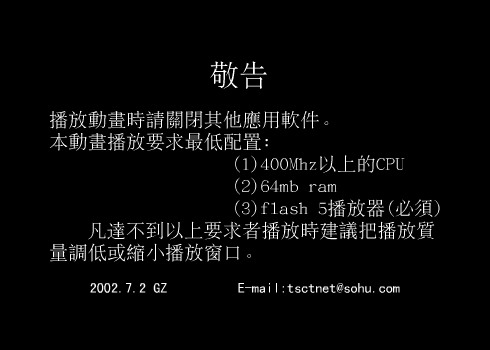 敬告
播放動畫時請關閉其他應用軟件。
本動畫播放要求最低配置:
(1)400Mhz以上的CPU
(2)64mb ram
(3)flash 5播放器(必須)
凡達不到以上要求者播放時建議把播放質
量調低或縮小播放窗口。
2002.7.2 GZ E-mail:tsctnet@sohu.com